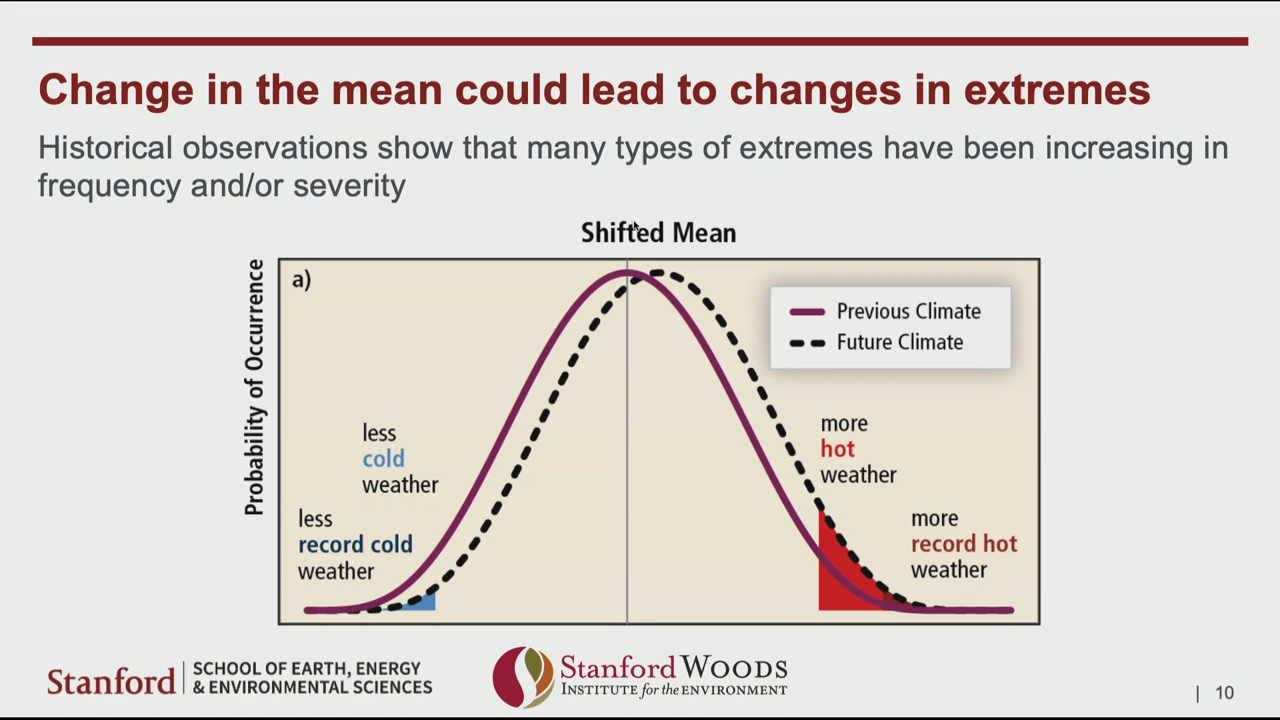 Change in the mean could lead to changes in extremes
Historical observations show that many types of extremes have been increasing in
frequency and/or severity
Shifted Mean
Probability of Occurrence
a)
Previous Climate
Future Climate
less
cold
weather
less
record cold
weather
more
hot
weather
more
record hot
weather
Stanford
SCHOOL OF EARTH, ENERGY
& ENVIRONMENTAL SCIENCES
Stanford WOODS
INSTITUTE for the ENVIRONMENT
| 10